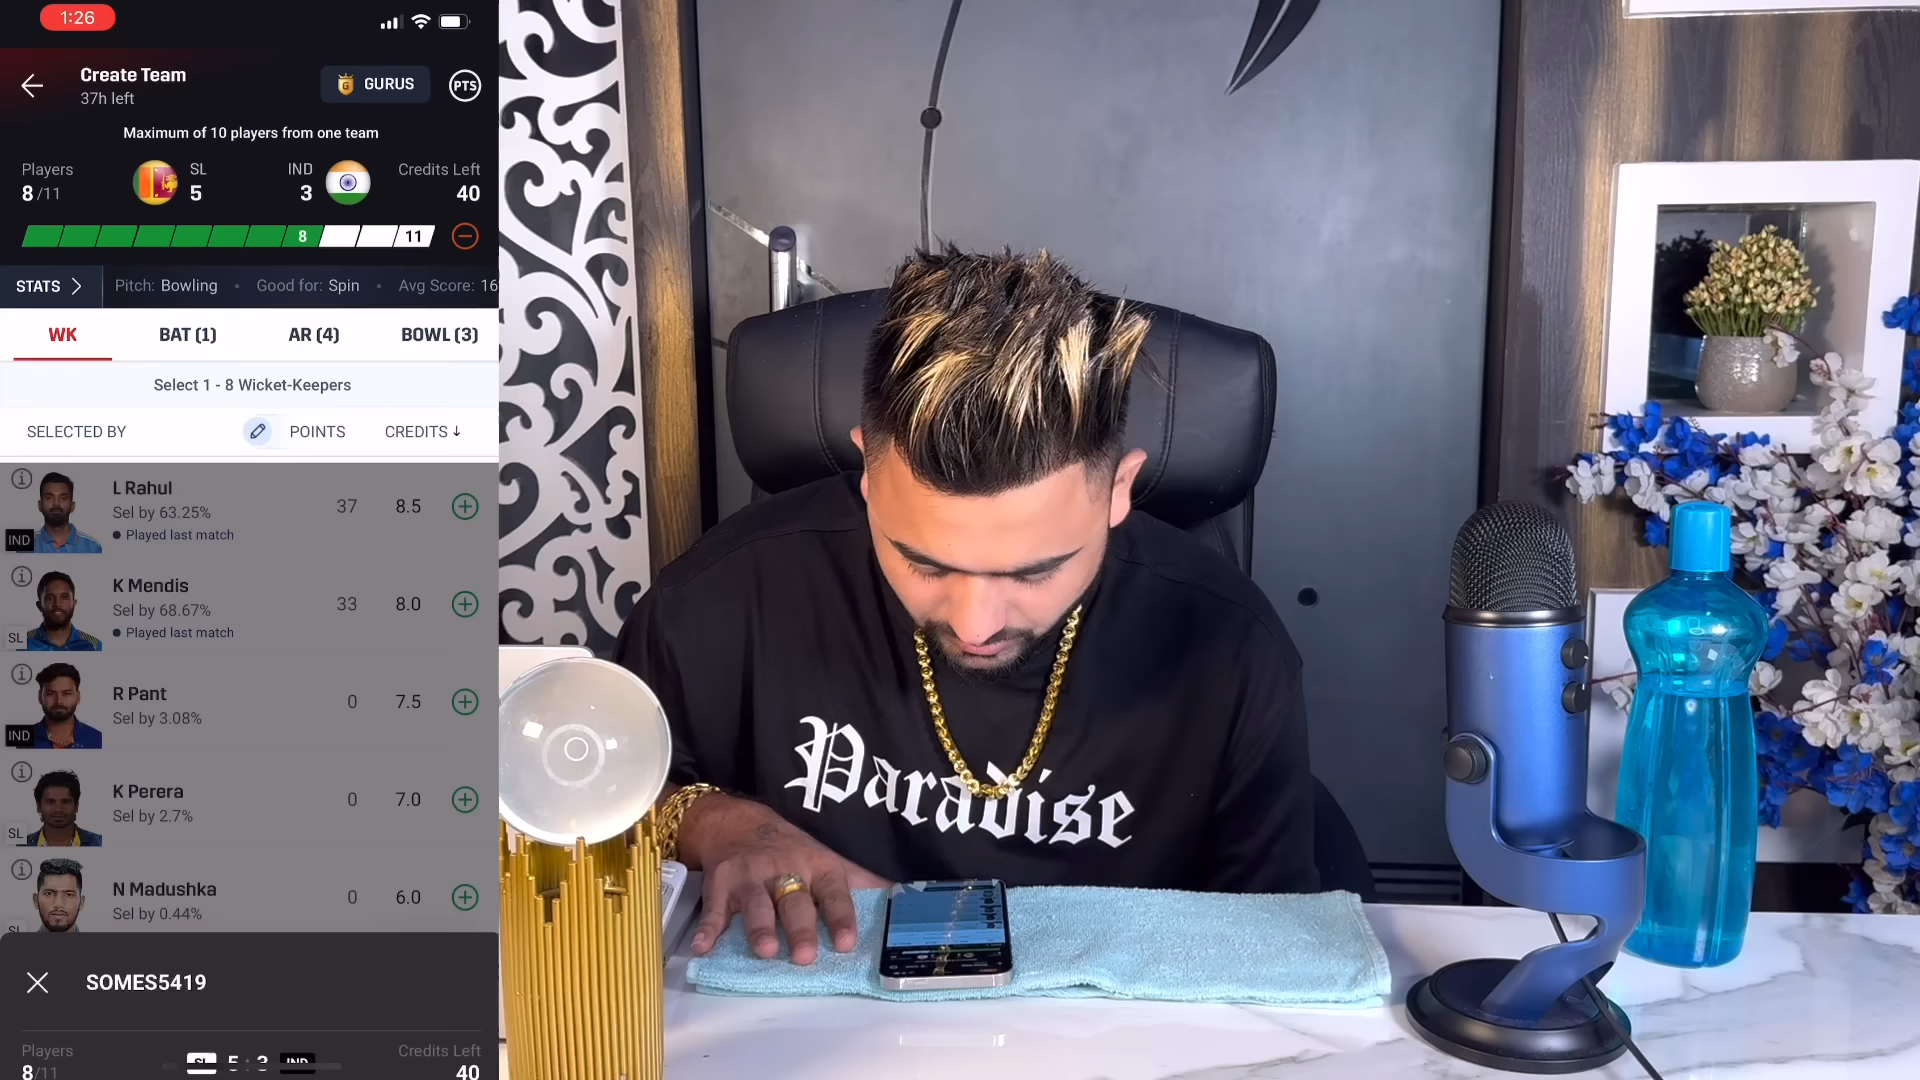 1:26
Create Team
37h left
GURUS
PTS
Maximum of 10 players from one team
Players
8/11
SL
5
IND
3
Credits Left
40
8
11
STATS
Pitch: Bowling • Good for: Spin • Avg Score: 16
WK
BAT (1)
AR (4)
BOWL (3)
Select 1 - 8 Wicket-Keepers
SELECTED BY
POINTS
CREDITS ↓
L Rahul
Sel by 63.25%
Played last match
IND
37
8.5
K Mendis
Sel by 68.67%
Played last match
SL
33
8.0
R Pant
Sel by 3.08%
IND
0
7.5
K Perera
Sel by 2.7%
SL
0
7.0
N Madushka
Sel by 0.44%
SL
0
6.0
SOMES5419
Players
8/11
SL 5 : 3 IND
Credits Left
40
Paradise